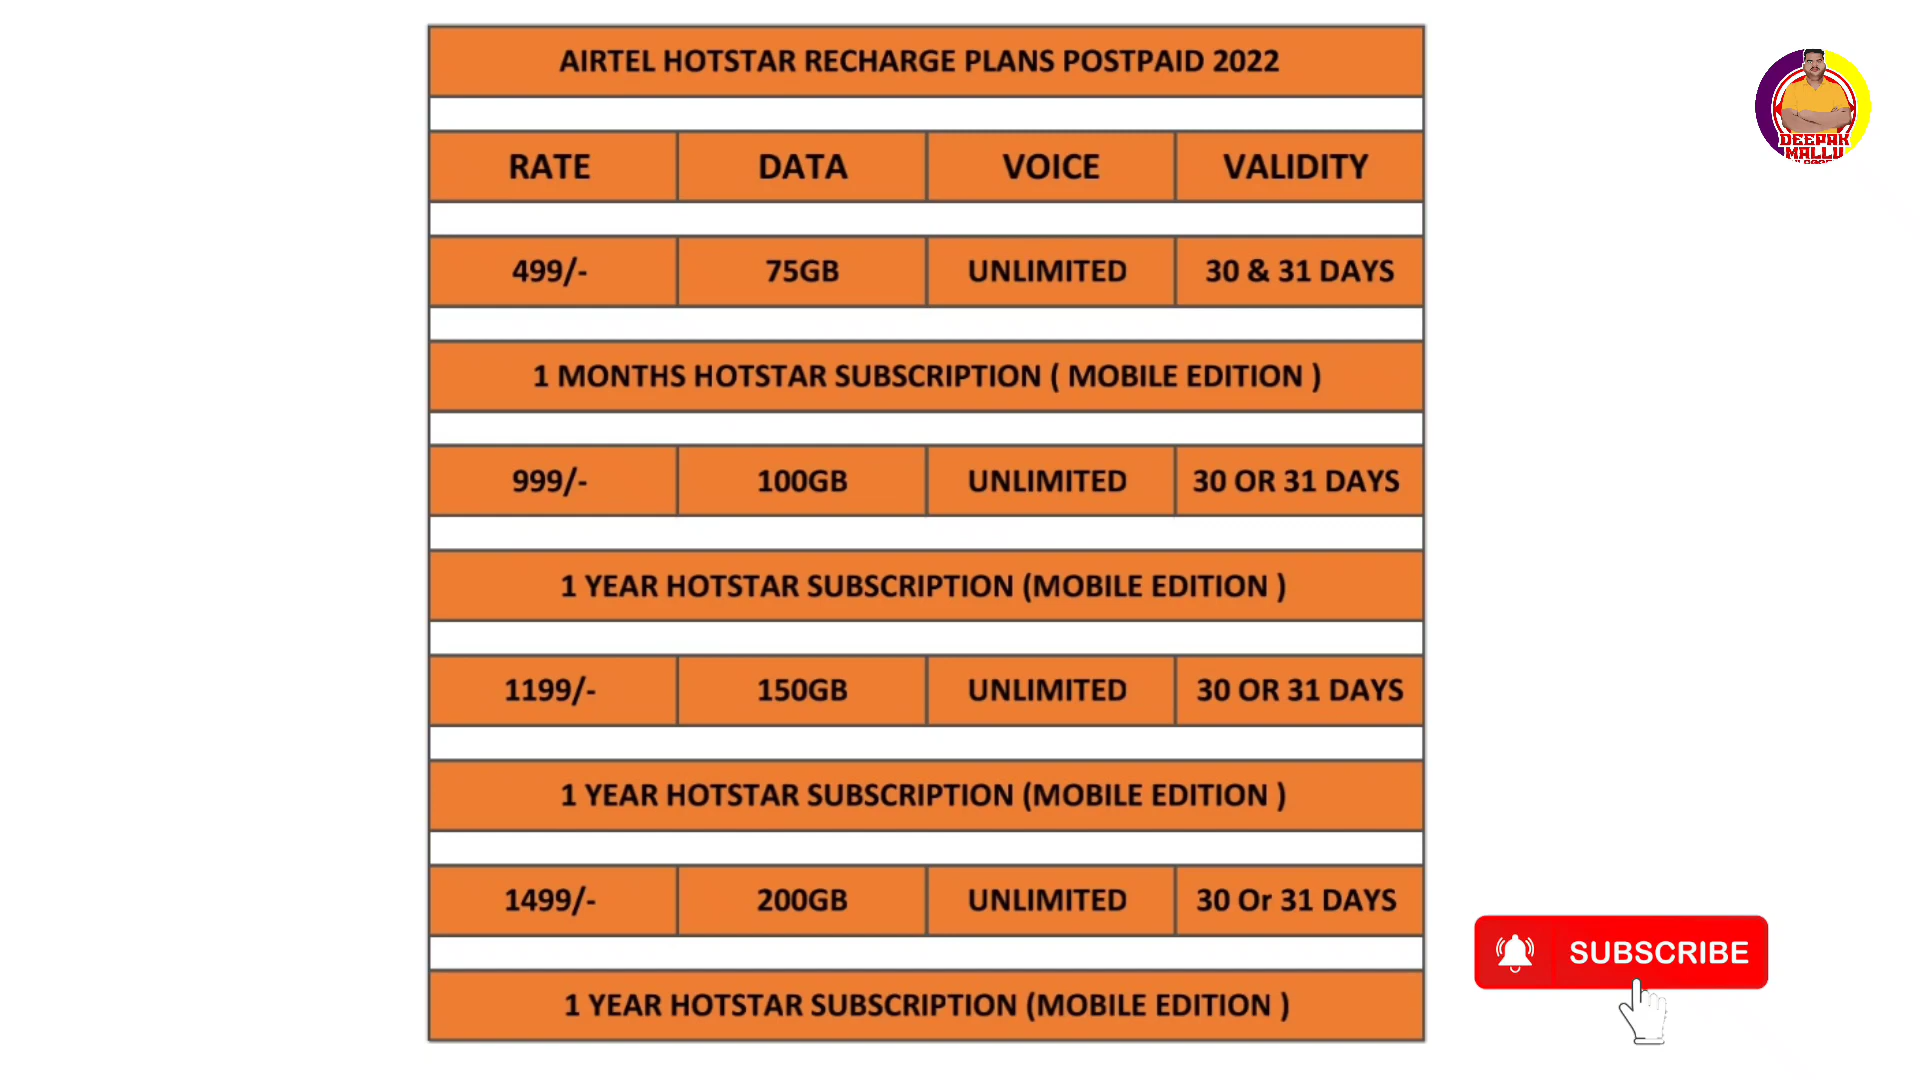 AIRTEL HOTSTAR RECHARGE PLANS POSTPAID 2022
RATE DATA VOICE VALIDITY
499/- 75GB UNLIMITED 30 & 31 DAYS
1 MONTHS HOTSTAR SUBSCRIPTION ( MOBILE EDITION )
999/- 100GB UNLIMITED 30 OR 31 DAYS
1 YEAR HOTSTAR SUBSCRIPTION (MOBILE EDITION )
1199/- 150GB UNLIMITED 30 OR 31 DAYS
1 YEAR HOTSTAR SUBSCRIPTION (MOBILE EDITION )
1499/- 200GB UNLIMITED 30 Or 31 DAYS
1 YEAR HOTSTAR SUBSCRIPTION (MOBILE EDITION )
DEEPAK
MALLU
SUBSCRIBE